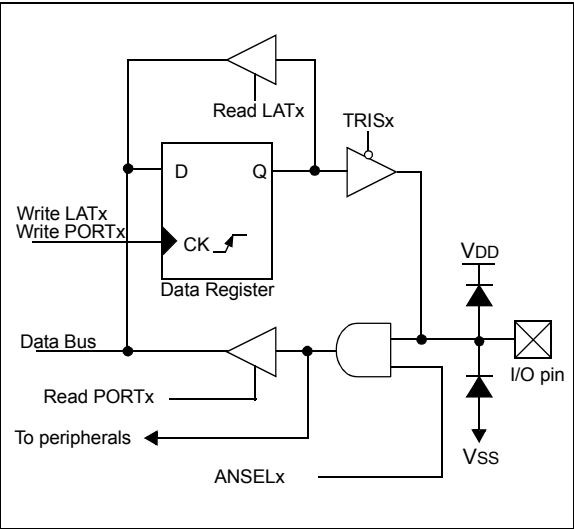 Read LATx
TRISx
D
Q
Write LATx
Write PORTx
CK
VDD
Data Register
Data Bus
I/O pin
Read PORTx
To peripherals
VSS
ANSELx